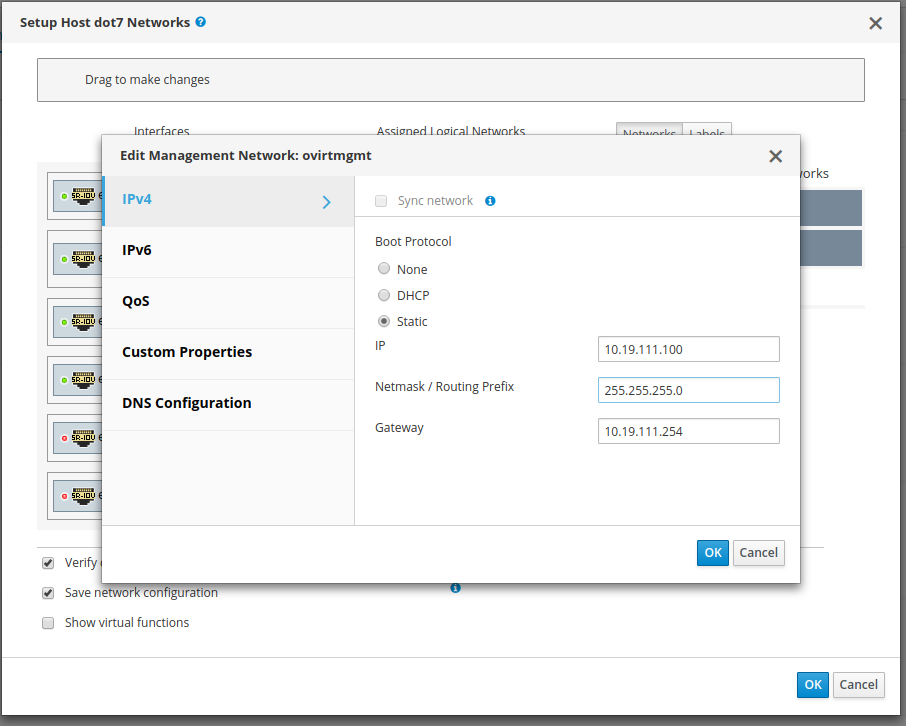 Setup Host dot7 Networks
Drag to make changes
Interfaces
Assigned Logical Networks
Networks
Labels
Edit Management Network: ovirtmgmt
IPv4
IPv6
QoS
Custom Properties
DNS Configuration
Sync network
Boot Protocol
None
DHCP
Static
IP
10.19.111.100
Netmask / Routing Prefix
255.255.255.0
Gateway
10.19.111.254
OK
Cancel
SR-IOV
SR-IOV
SR-IOV
SR-IOV
SR-IOV
SR-IOV
Verify
Save network configuration
Show virtual functions
OK
Cancel